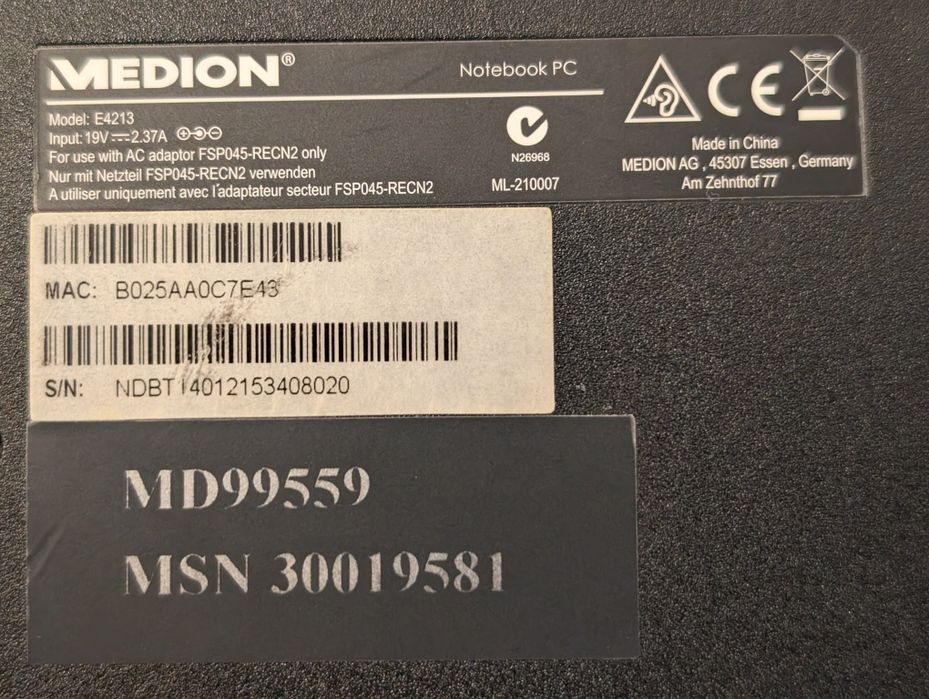 MEDION®
Notebook PC
Model: E4213
Input: 19V⎓2.37A
For use with AC adaptor FSP045-RECN2 only
Nur mit Netzteil FSP045-RECN2 verwenden
A utiliser uniquement avec l'adaptateur secteur FSP045-RECN2
N26968
ML-210007
CE
Made in China
MEDION AG , 45307 Essen , Germany
Am Zehnthof 77
MAC: B025AA0C7E43
S/N: NDBT14012153408020
MD99559
MSN 30019581